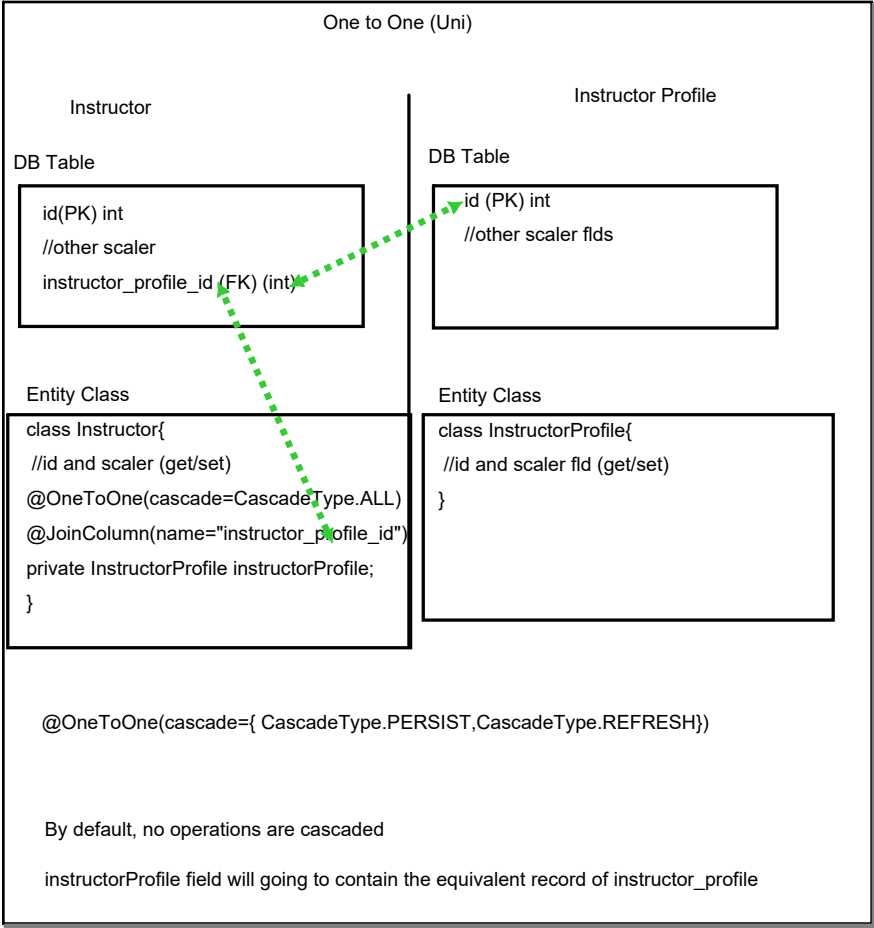 One to One (Uni)
Instructor
DB Table
id(PK) int
//other scaler
instructor_profile_id (FK) (int)
Entity Class
class Instructor{
//id and scaler (get/set)
@OneToOne(cascade=CascadeType.ALL)
@JoinColumn(name="instructor_profile_id")
private InstructorProfile instructorProfile;
}
Instructor Profile
DB Table
id (PK) int
//other scaler flds
Entity Class
class InstructorProfile{
//id and scaler fld (get/set)
}
@OneToOne(cascade={ CascadeType.PERSIST,CascadeType.REFRESH})
By default, no operations are cascaded
instructorProfile field will going to contain the equivalent record of instructor_profile